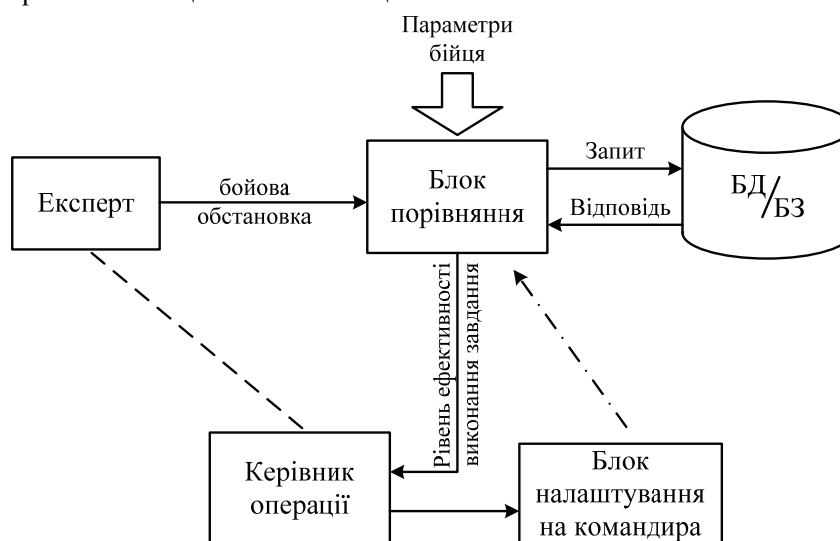 Параметри
бійця
Експерт
бойова
обстановка
Блок
порівняння
Запит
Відповідь
БД/БЗ
Рівень ефективності
виконання завдання
Керівник
операції
Блок
налаштування
на командира